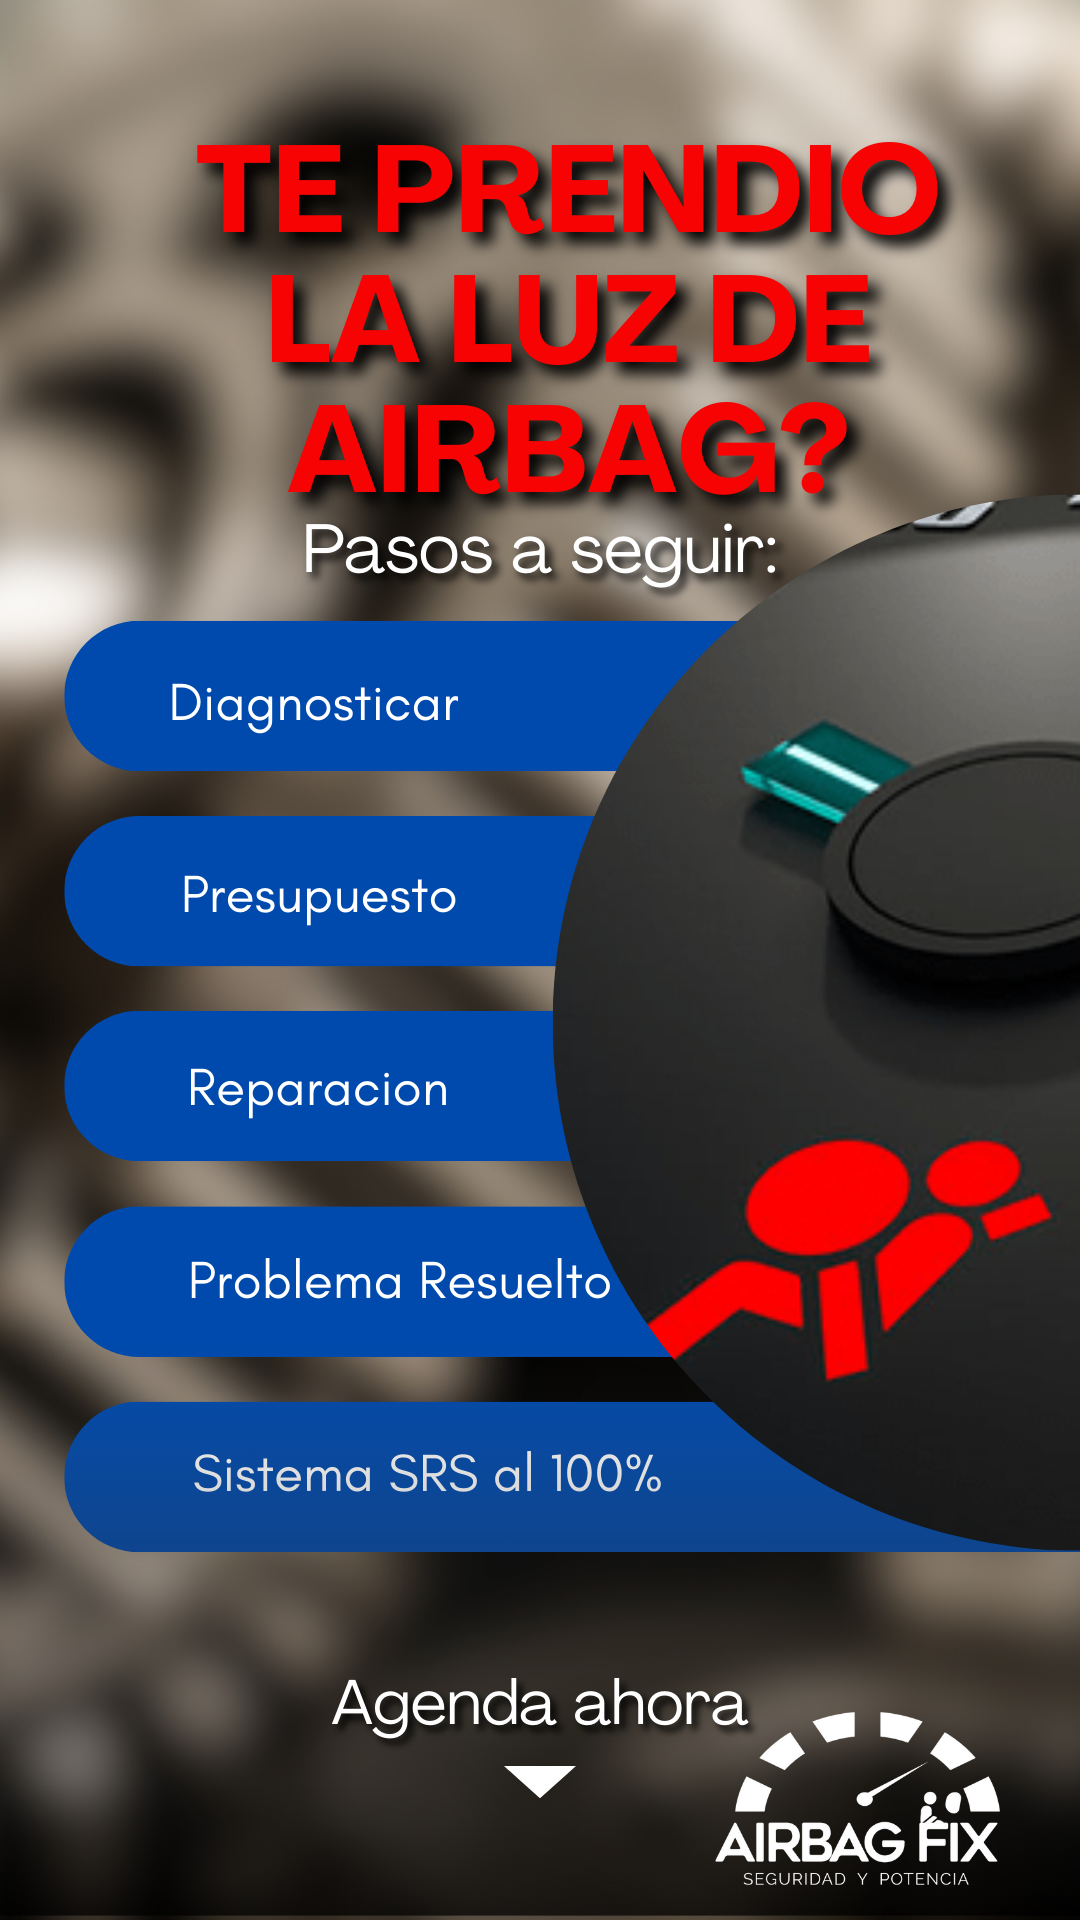 TE PRENDIO
LA LUZ DE
AIRBAG?
Pasos a seguir:
Diagnosticar
Presupuesto
Reparacion
Problema Resuelto
Sistema SRS al 100%
Agenda ahora
AIRBAG FIX
SEGURIDAD Y POTENCIA